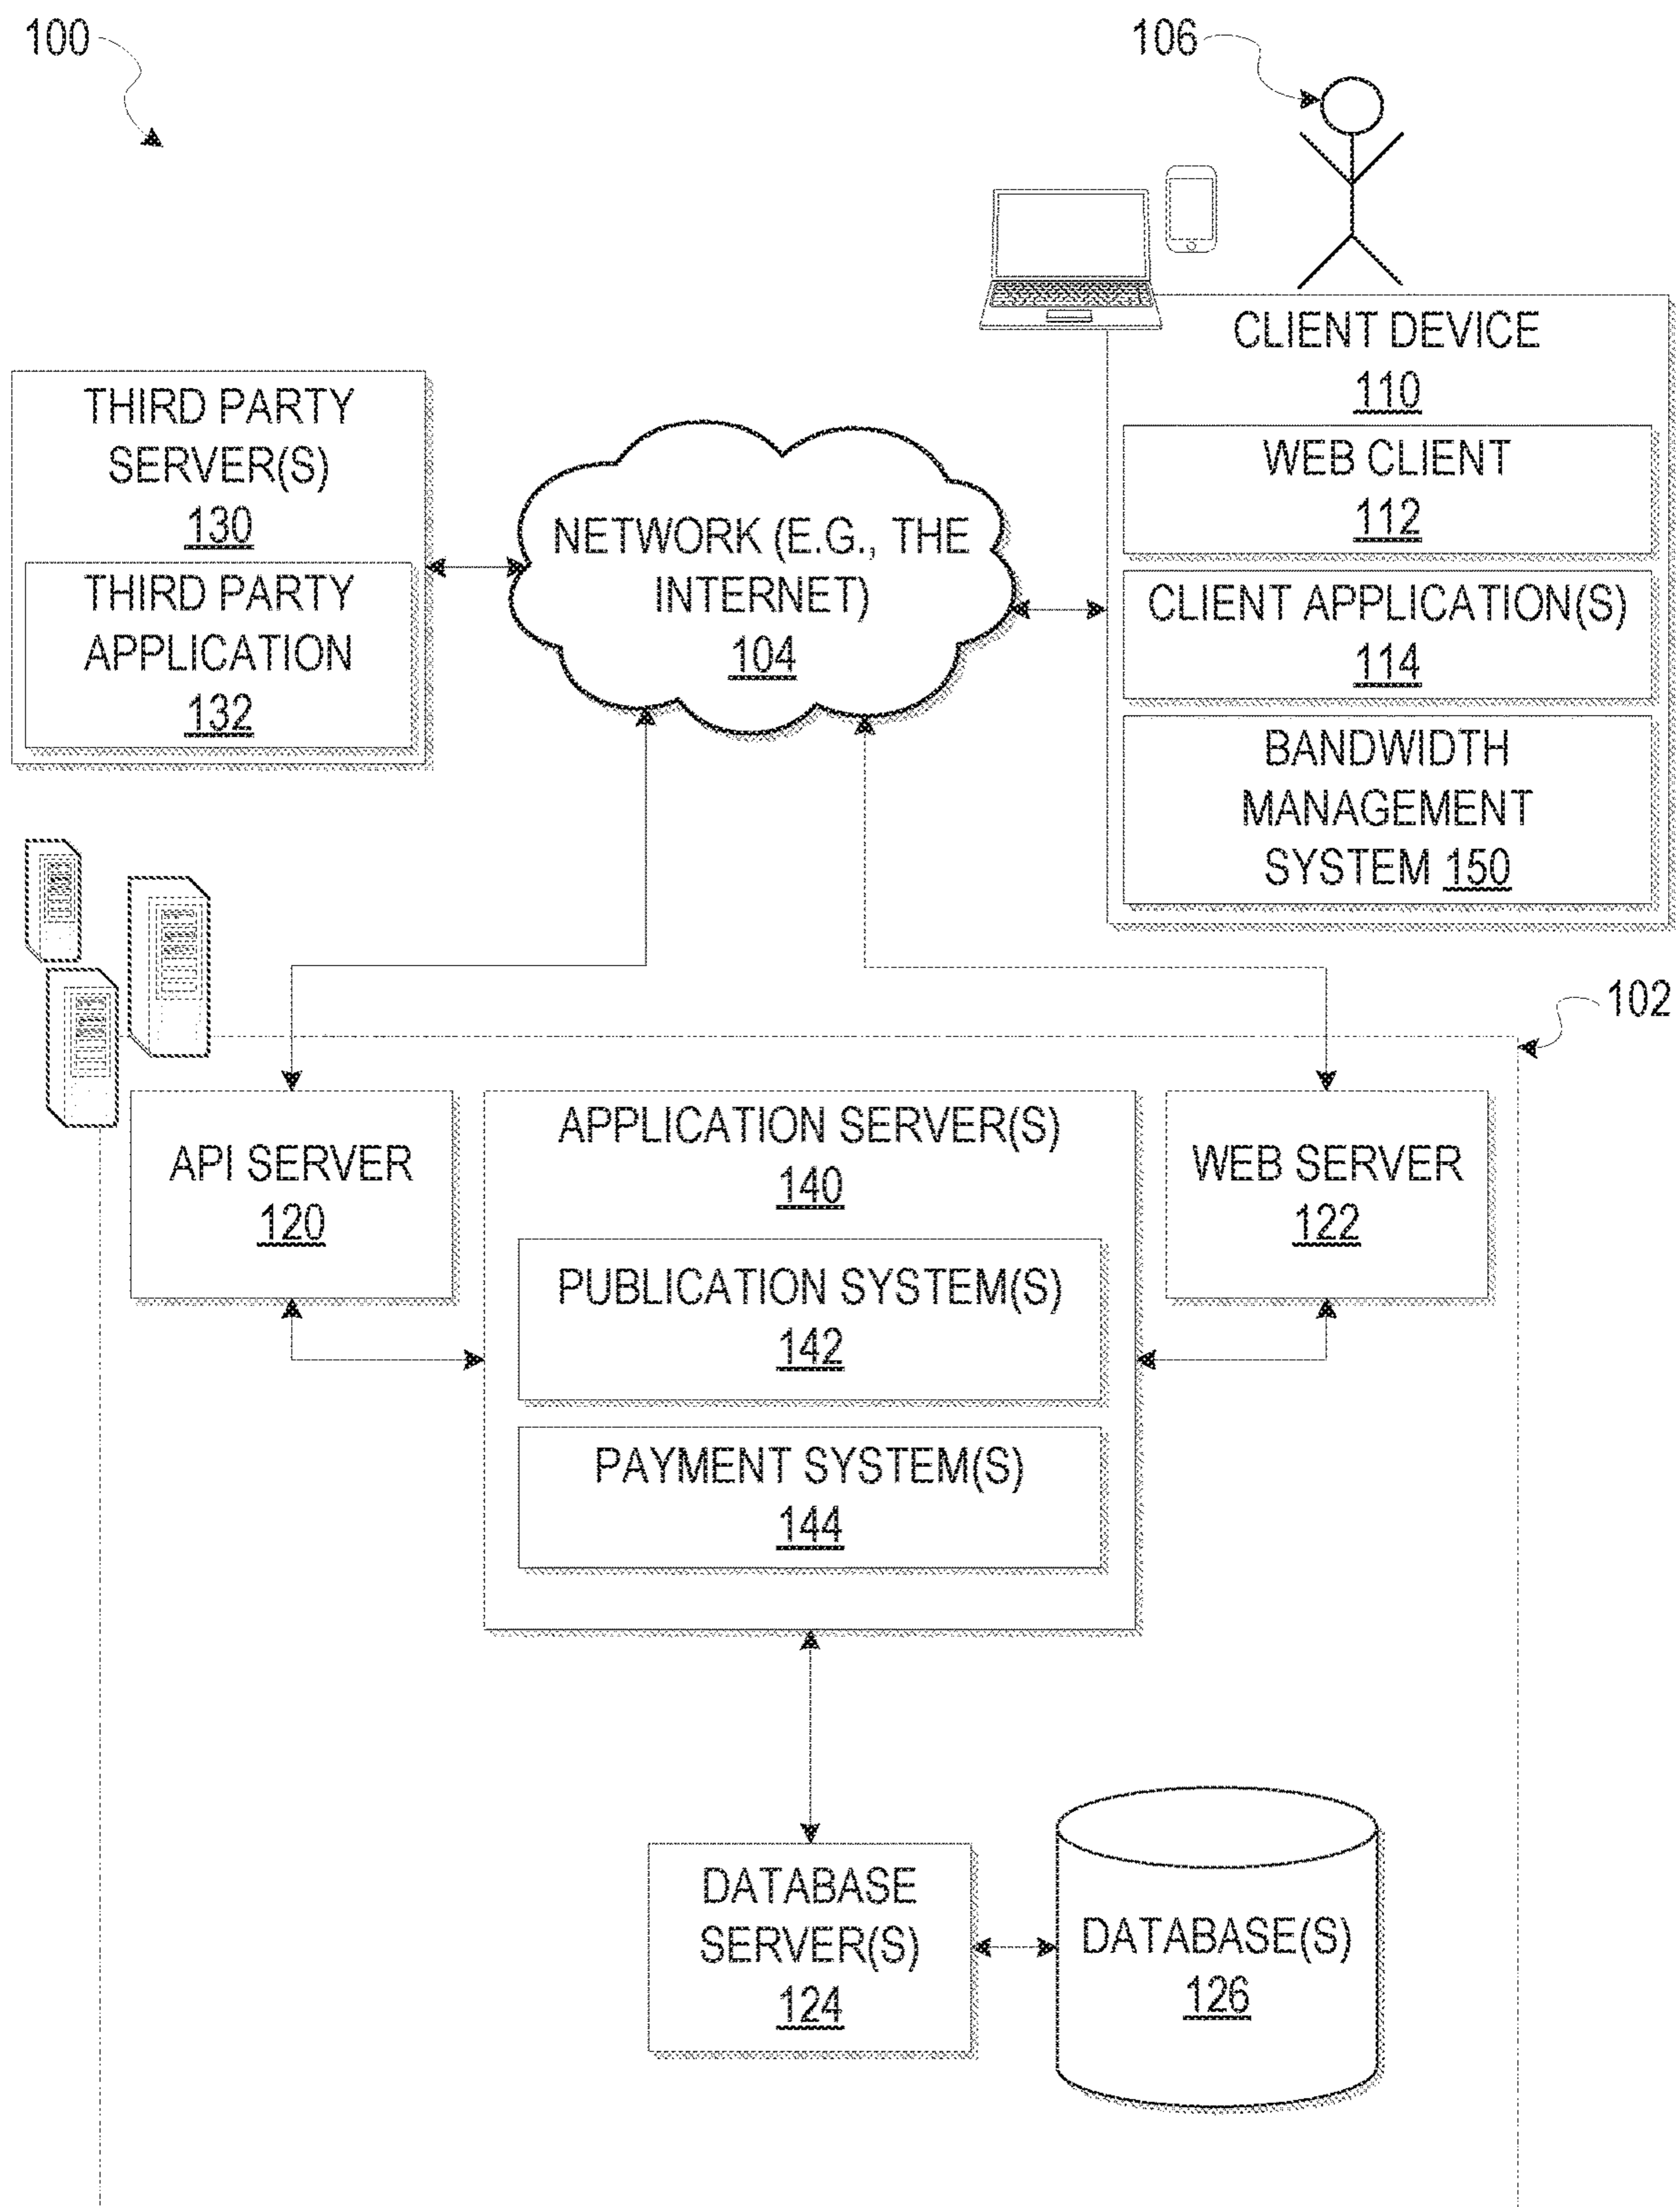 100
106
CLIENT DEVICE
110
WEB CLIENT
112
CLIENT APPLICATION(S)
114
BANDWIDTH
MANAGEMENT
SYSTEM 150
THIRD PARTY
SERVER(S)
130
THIRD PARTY
APPLICATION
132
NETWORK (E.G., THE
INTERNET)
104
102
API SERVER
120
APPLICATION SERVER(S)
140
PUBLICATION SYSTEM(S)
142
PAYMENT SYSTEM(S)
144
WEB SERVER
122
DATABASE
SERVER(S)
124
DATABASE(S)
126